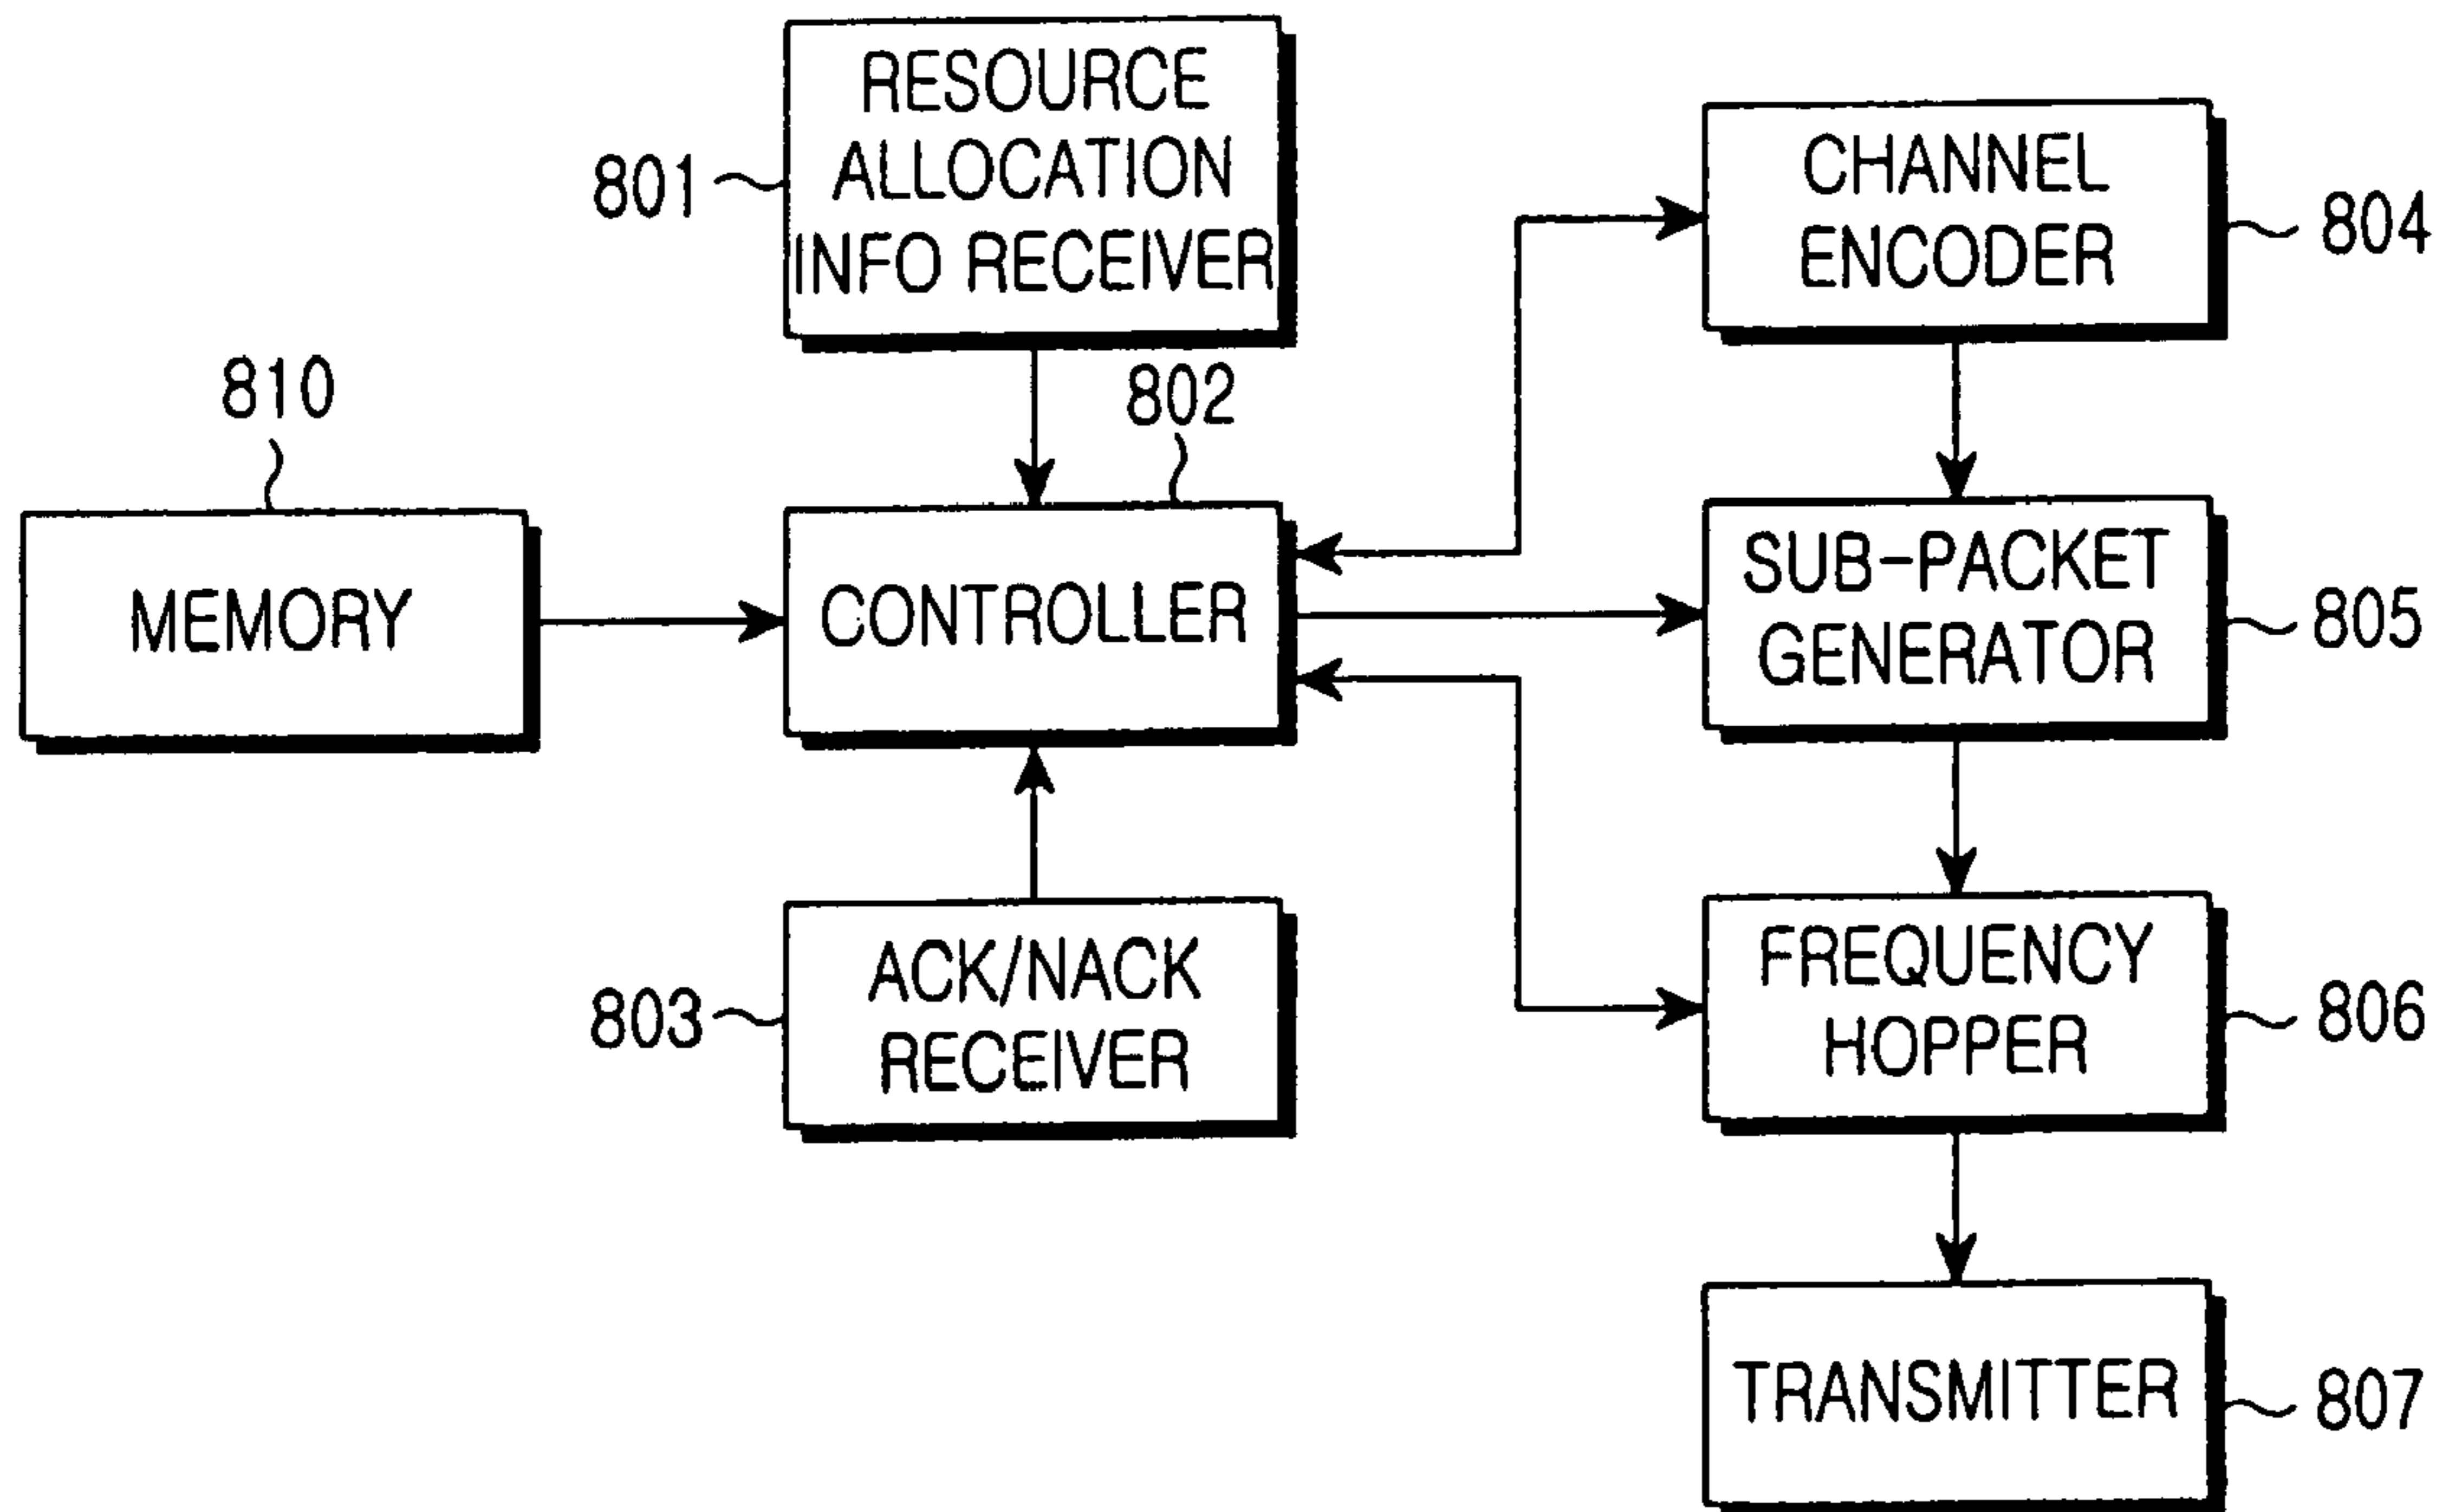 RESOURCE
ALLOCATION
INFO RECEIVER
801
CHANNEL
ENCODER
804
810
802
MEMORY
CONTROLLER
SUB-PACKET
GENERATOR
805
ACK/NACK
RECEIVER
803
FREQUENCY
HOPPER
806
TRANSMITTER
807